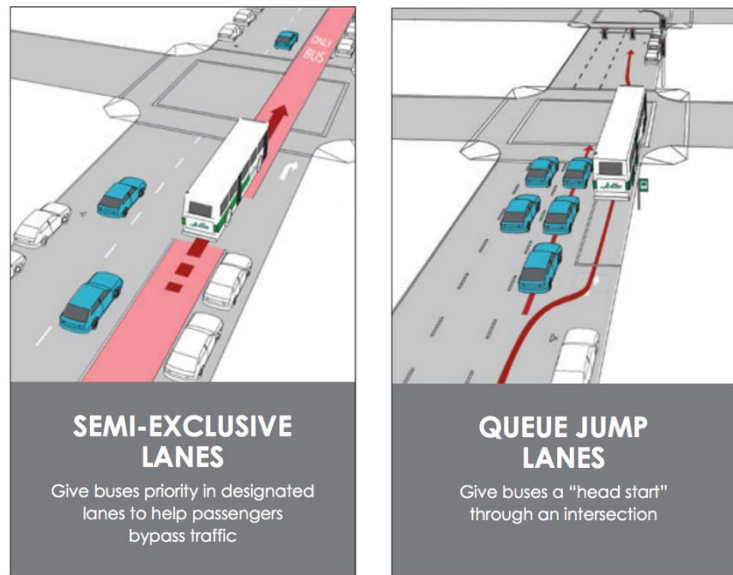 ONLY
BUS
SEMI-EXCLUSIVE
LANES
Give buses priority in designated
lanes to help passengers
bypass traffic
QUEUE JUMP
LANES
Give buses a “head start”
through an intersection